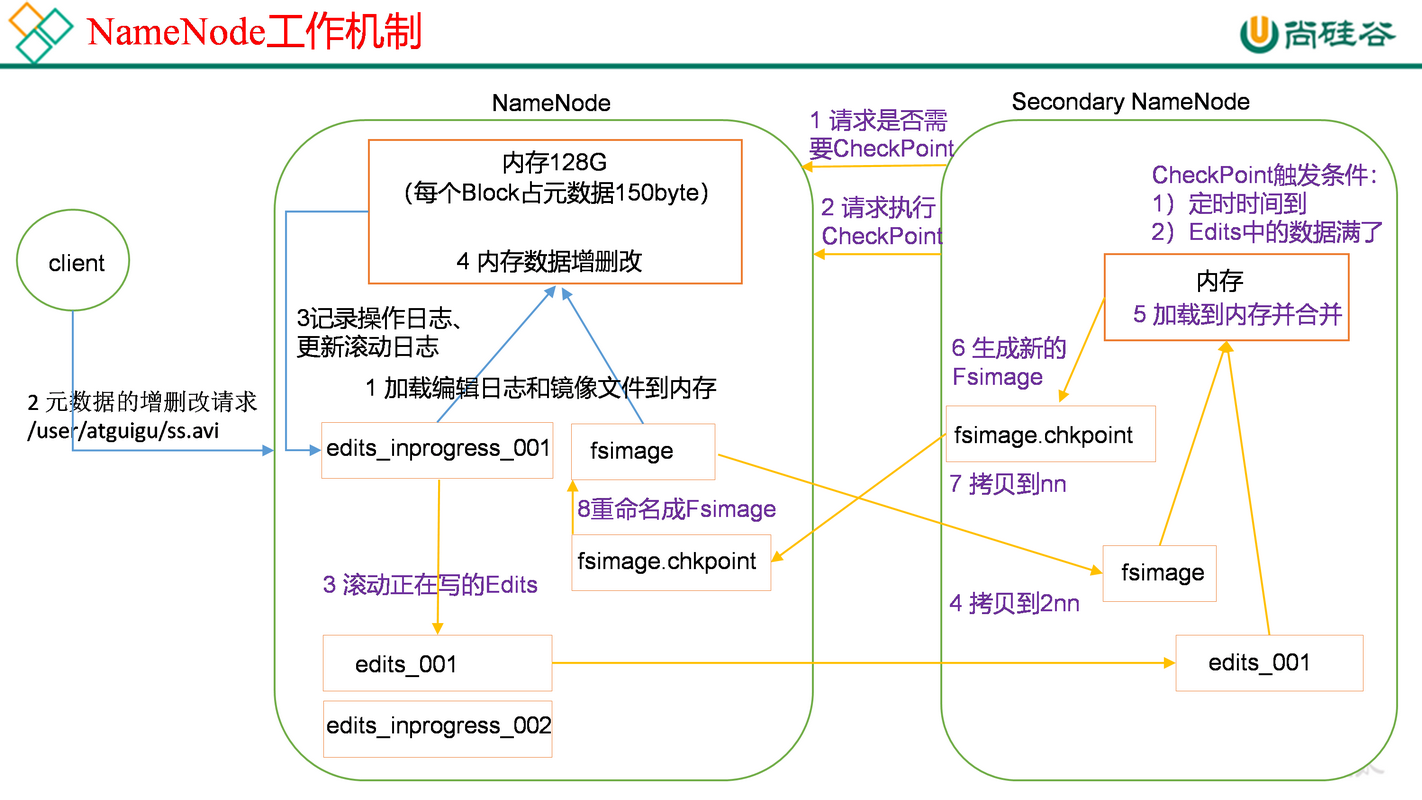 NameNode工作机制
尚硅谷
NameNode
Secondary NameNode
内存128G
（每个Block占元数据150byte）
4 内存数据增删改
1 请求是否需
要CheckPoint
2 请求执行
CheckPoint
CheckPoint触发条件：
1）定时时间到
2）Edits中的数据满了
client
内存
5 加载到内存并合并
3记录操作日志、
更新滚动日志
6 生成新的
Fsimage
1 加载编辑日志和镜像文件到内存
2 元数据的增删改请求
/user/atguigu/ss.avi
edits_inprogress_001
fsimage
fsimage.chkpoint
7 拷贝到nn
8重命名成Fsimage
fsimage.chkpoint
3 滚动正在写的Edits
fsimage
4 拷贝到2nn
edits_001
edits_001
edits_inprogress_002